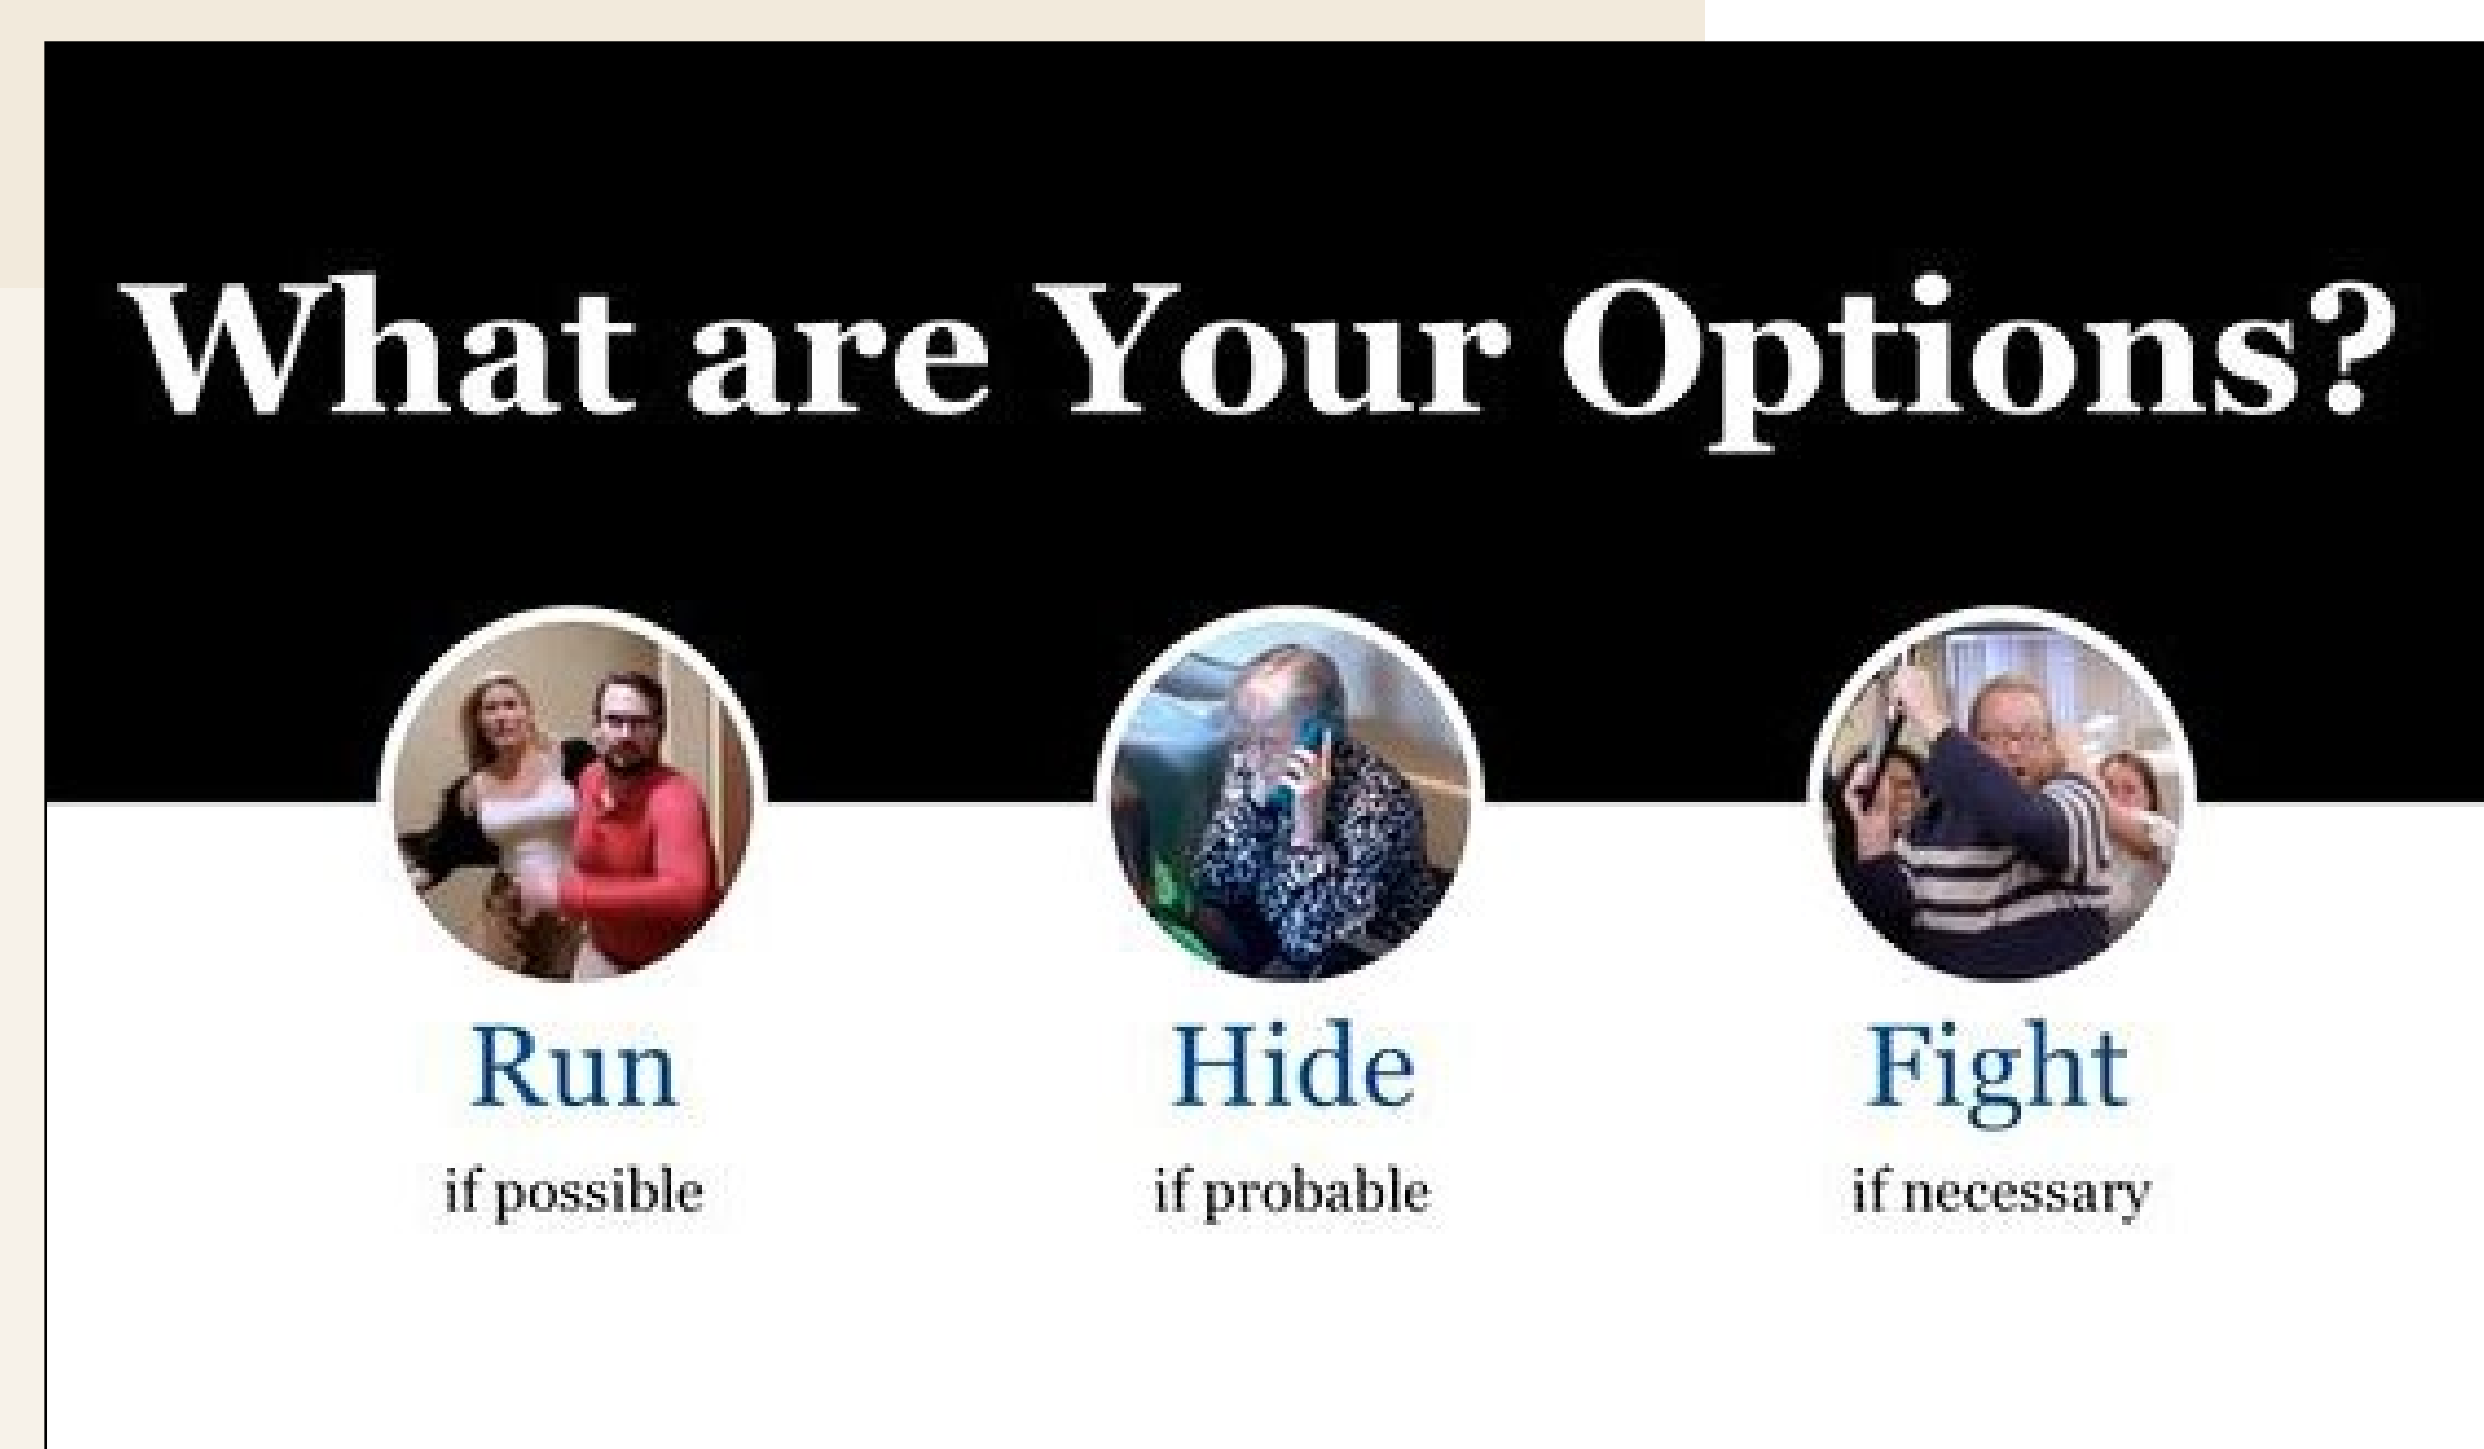 What are Your Options?
Run
Hide
Fight
if possible
if probable
if necessary